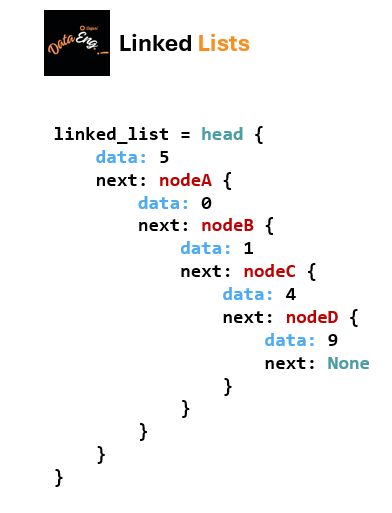 Data Eng.
Linked Lists
linked_list = head {
    data: 5
    next: nodeA {
        data: 0
        next: nodeB {
            data: 1
            next: nodeC {
                data: 4
                next: nodeD {
                    data: 9
                    next: None
                }
            }
        }
    }
}